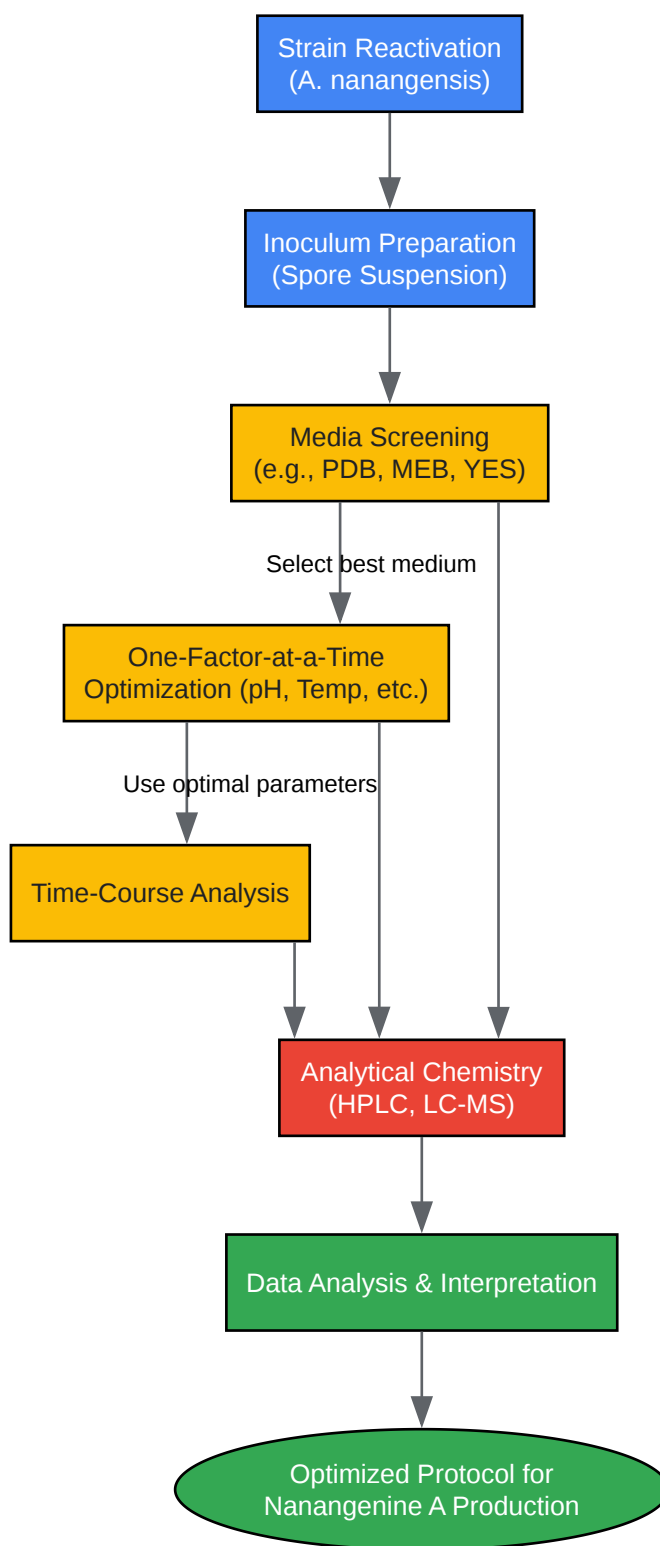 Strain Reactivation
(A. nanangensis)
Inoculum Preparation
(Spore Suspension)
Media Screening
(e.g., PDB, MEB, YES)
Select best medium
One-Factor-at-a-Time
Optimization (pH, Temp, etc.)
Use optimal parameters
Time-Course Analysis
Analytical Chemistry
(HPLC, LC-MS)
Data Analysis & Interpretation
Optimized Protocol for
Nanangenine A Production